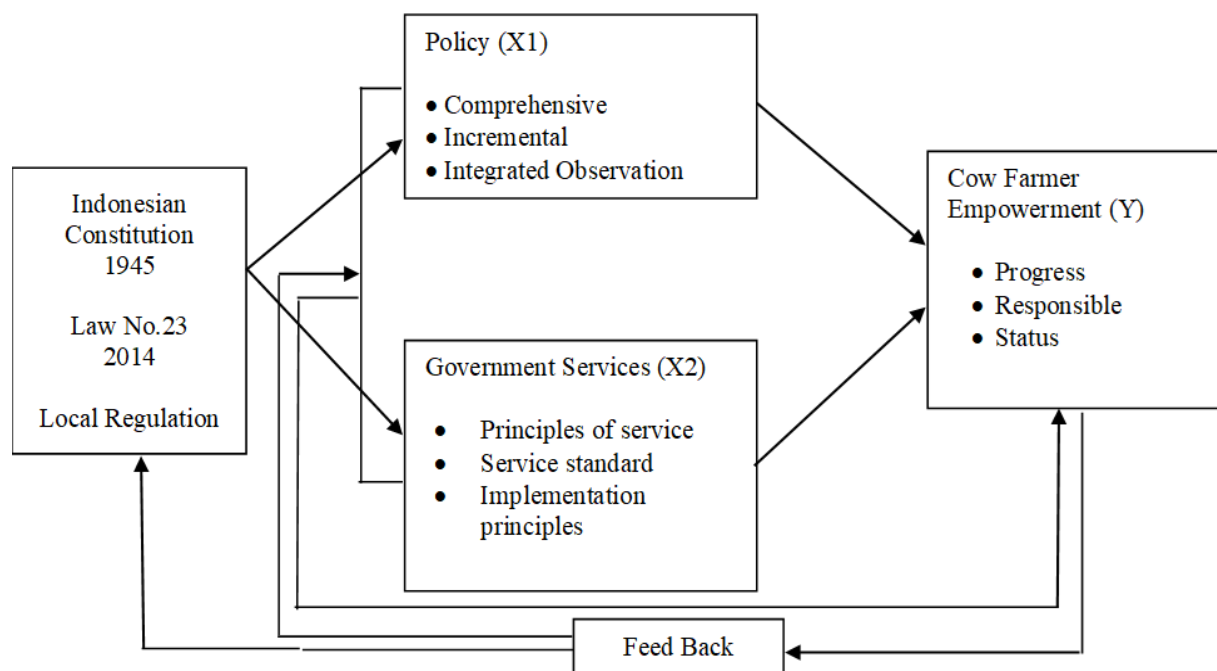 Indonesian
Constitution
1945
Law No.23
2014
Local Regulation
Policy (X1)
● Comprehensive
● Incremental
● Integrated Observation
Government Services (X2)
● Principles of service
● Service standard
● Implementation
principles
Cow Farmer
Empowerment (Y)
● Progress
● Responsible
● Status
Feed Back